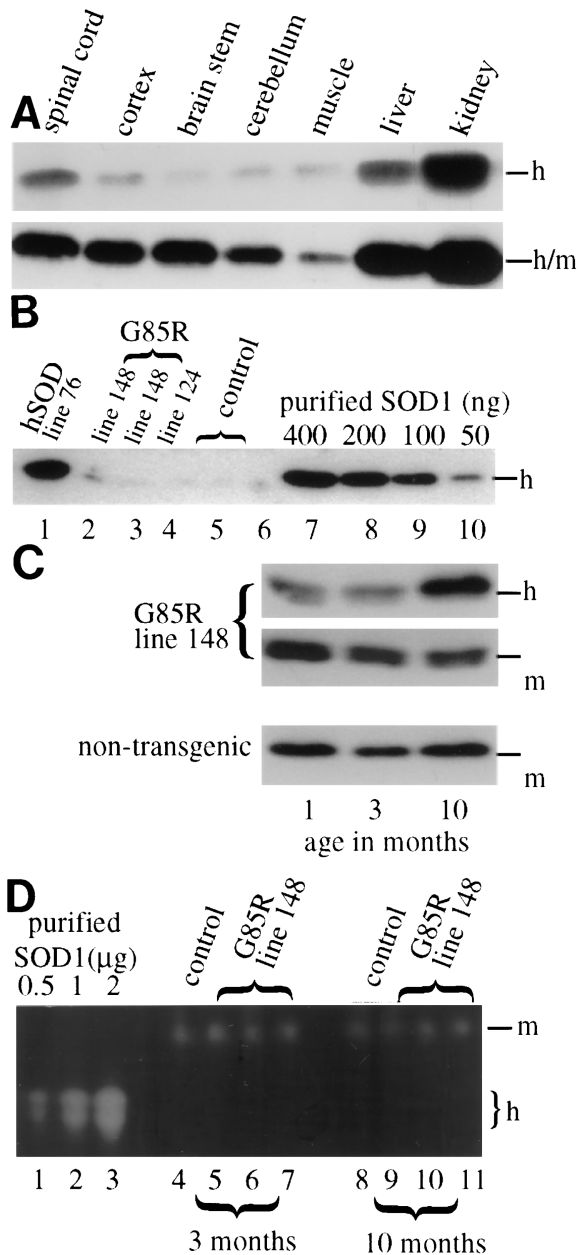 A
spinal cord
cortex
brain stem
cerebellum
muscle
liver
kidney
h
h/m
B
hSOD
line 76
G85R
line 148
line 148
line 124
control
purified SOD1 (ng)
400 200 100 50
h
1 2 3 4 5 6 7 8 9 10
C
G85R
line 148
h
m
non-transgenic
m
1 3 10
age in months
D
purified
SOD1(µg)
0.5 1 2
control
G85R
line 148
control
G85R
line 148
m
h
1 2 3 4 5 6 7 8 9 10 11
3 months 10 months